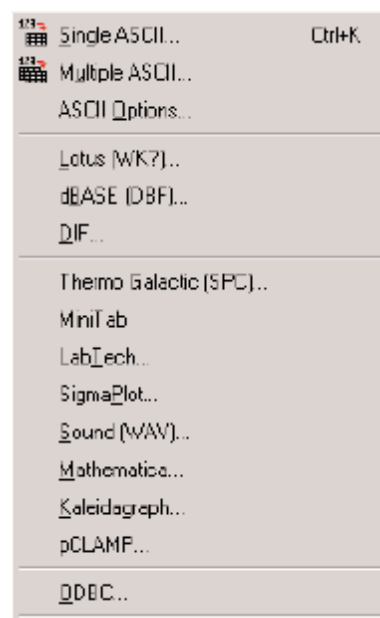 Single ASCII... Ctrl+K
Multiple ASCII...
ASCII Options...
Lotus (WK?)...
dBASE (DBF)...
DIF...
Thermo Galactic (SPC)...
MiniTab
LabTech...
SigmaPlot...
Sound (WAV)...
Mathematica...
Kaleidagraph...
pCLAMP...
ODBC...